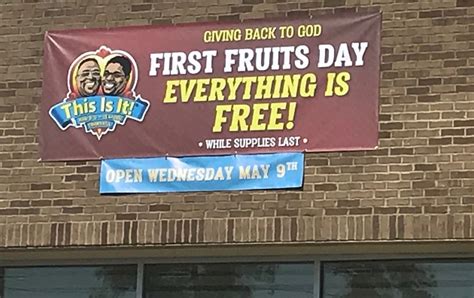 GIVING BACK TO GOD
FIRST FRUITS DAY
EVERYTHING IS
FREE!
• WHILE SUPPLIES LAST •
This Is It!
OPEN WEDNESDAY MAY 9TH